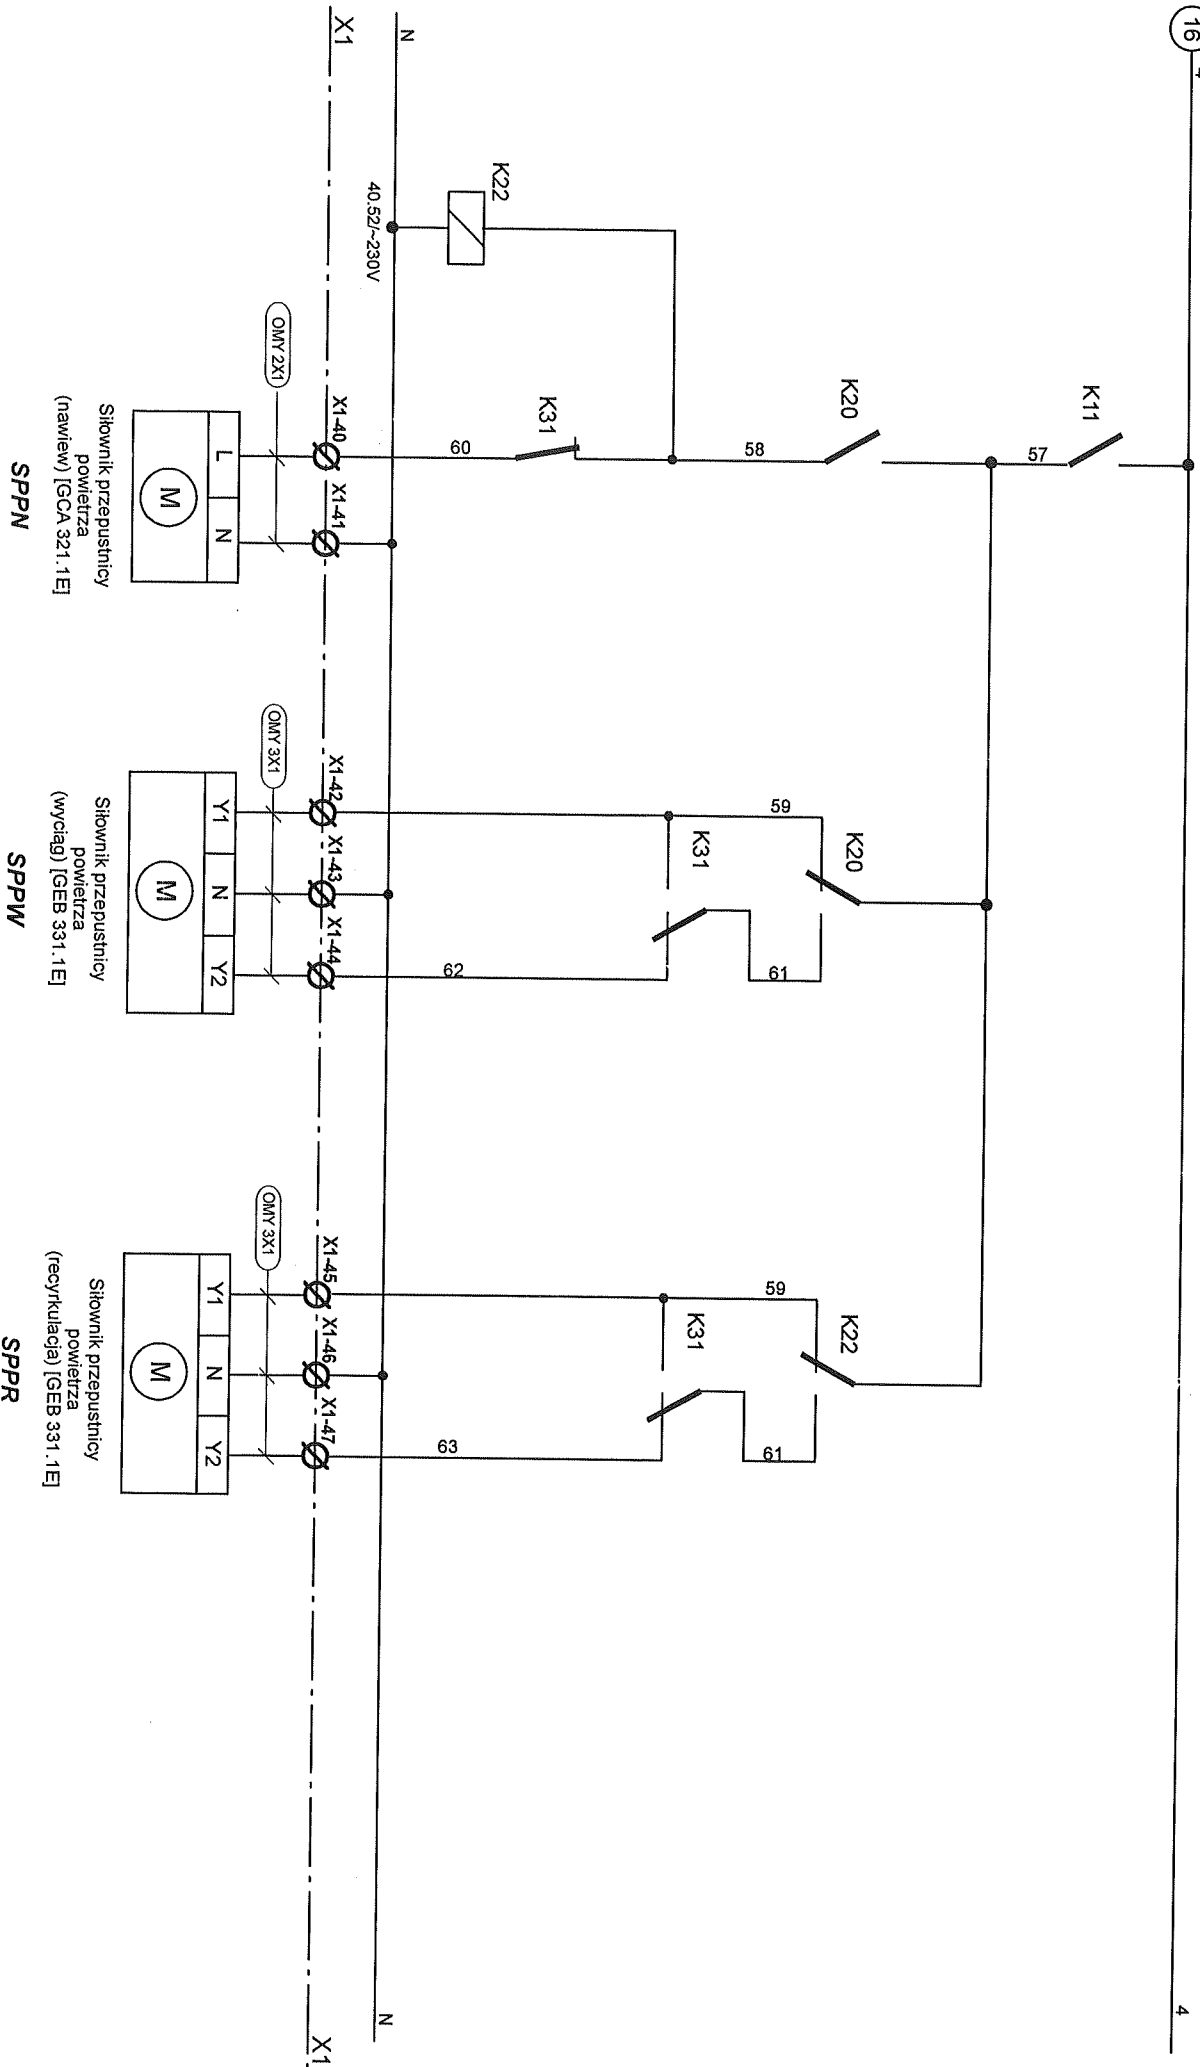 16
4
4
K11
57
K20
58
K22
K31
60
40.52/~230V
N
N
X1
X1
X1-40
X1-41
OMY 2X1
L
N
M
Siłownik przepustnicy
powietrza
(nawiew) [GCA 321.1E]
SPPN
K20
59
K31
61
62
X1-42
X1-43
X1-44
OMY 3X1
Y1
N
Y2
M
Siłownik przepustnicy
powietrza
(wyciąg) [GEB 331.1E]
SPPW
K22
59
K31
61
63
X1-45
X1-46
X1-47
OMY 3X1
Y1
N
Y2
M
Siłownik przepustnicy
powietrza
(recyrkulacja) [GEB 331.1E]
SPPR